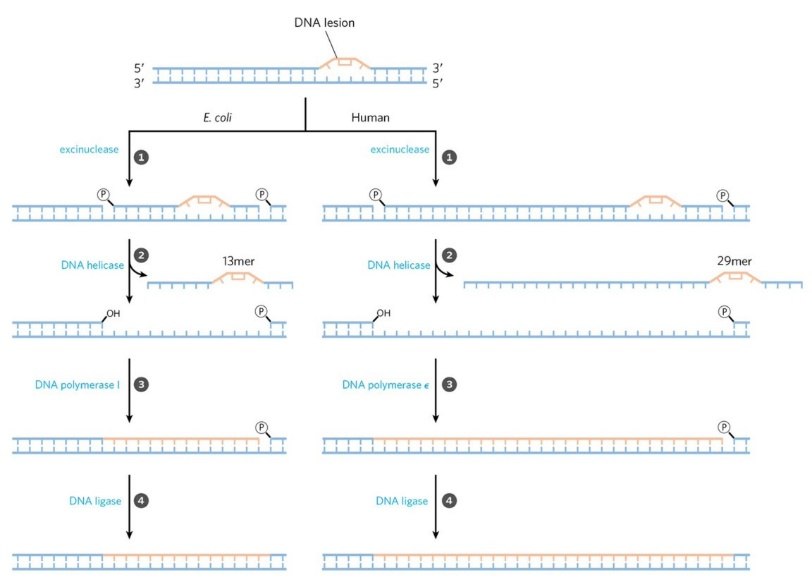 DNA lesion
5′ 3′
3′ 5′
E. coli Human
excinuclease 1 excinuclease 1
P P P P
DNA helicase 2 13mer DNA helicase 2 29mer
OH P OH P
DNA polymerase I 3 DNA polymerase ϵ 3
P P
DNA ligase 4 DNA ligase 4